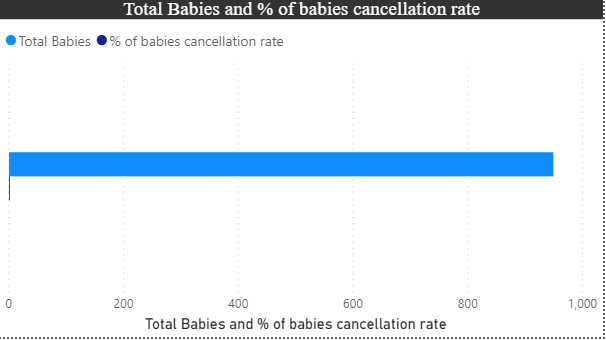 Total Babies and % of babies cancellation rate
Total Babies % of babies cancellation rate
0 200 400 600 800 1,000
Total Babies and % of babies cancellation rate